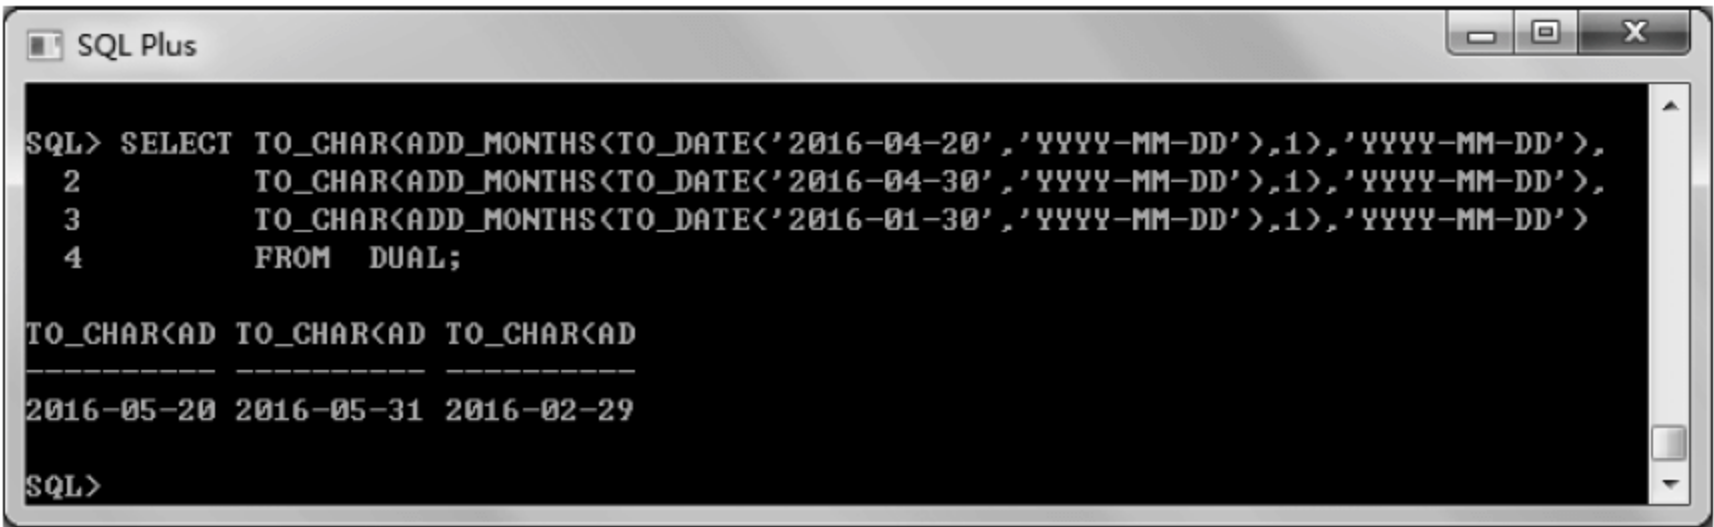 SQL Plus
SQL> SELECT TO_CHAR(ADD_MONTHS(TO_DATE('2016-04-20','YYYY-MM-DD'),1),'YYYY-MM-DD'),
2 TO_CHAR(ADD_MONTHS(TO_DATE('2016-04-30','YYYY-MM-DD'),1),'YYYY-MM-DD'),
3 TO_CHAR(ADD_MONTHS(TO_DATE('2016-01-30','YYYY-MM-DD'),1),'YYYY-MM-DD')
4 FROM DUAL;
TO_CHAR(AD TO_CHAR(AD TO_CHAR(AD
---------- ---------- ----------
2016-05-20 2016-05-31 2016-02-29
SQL>